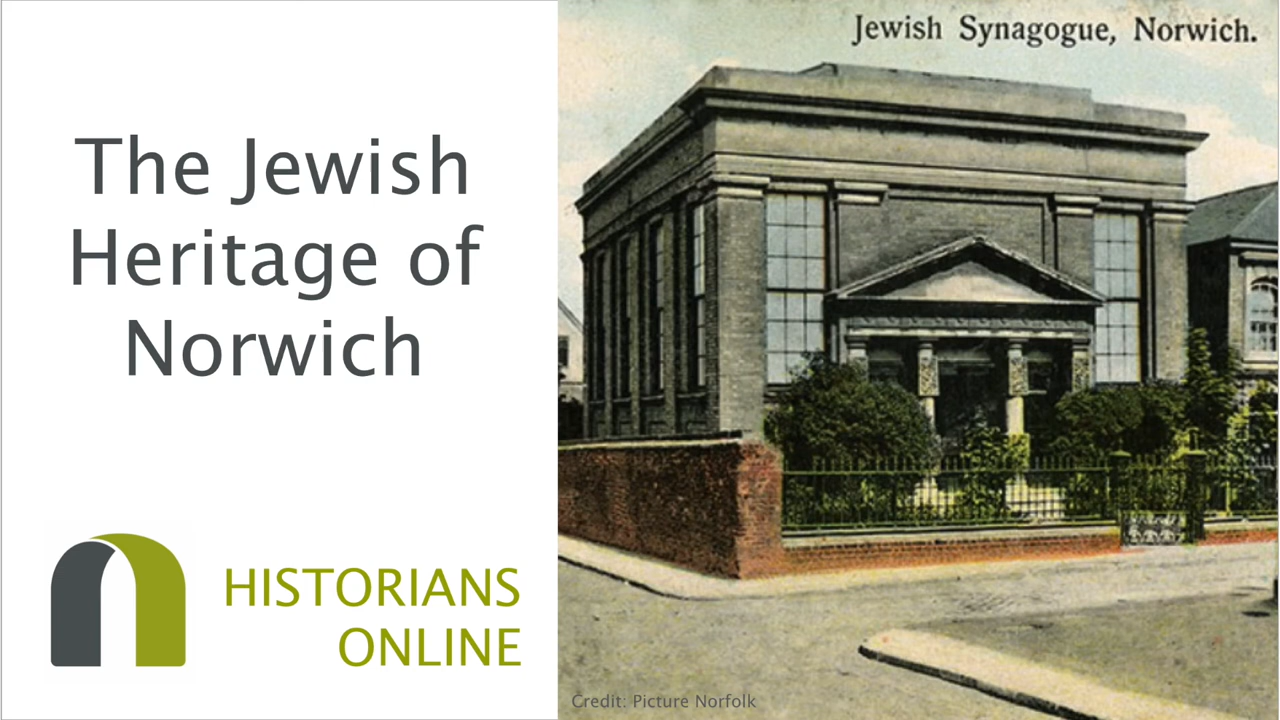 The Jewish
Heritage of
Norwich
HISTORIANS
ONLINE
Jewish Synagogue, Norwich.
Credit: Picture Norfolk